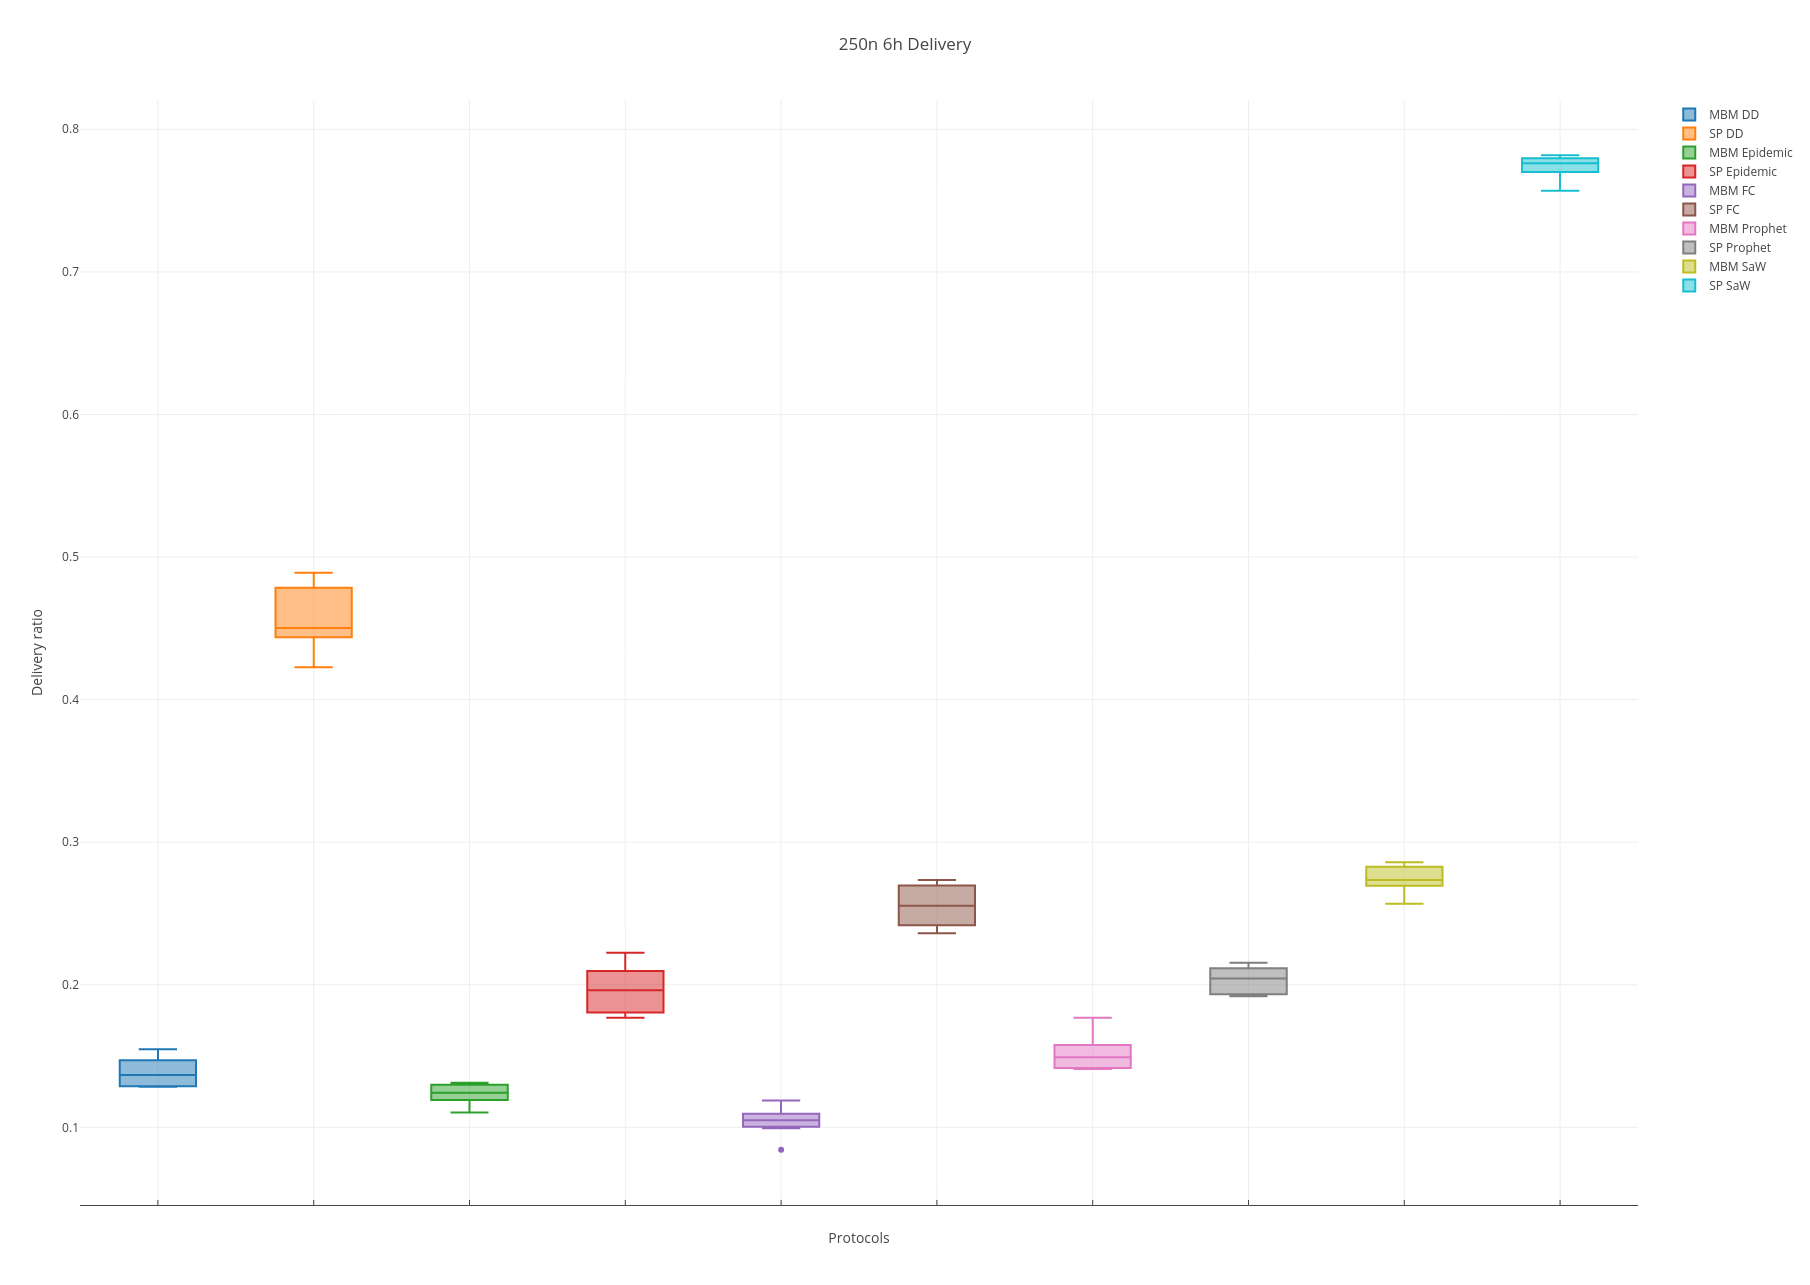 250n 6h Delivery
0.8
0.7
0.6
0.5
0.4
0.3
0.2
0.1
Delivery ratio
Protocols
MBM DD
SP DD
MBM Epidemic
SP Epidemic
MBM FC
SP FC
MBM Prophet
SP Prophet
MBM SaW
SP SaW